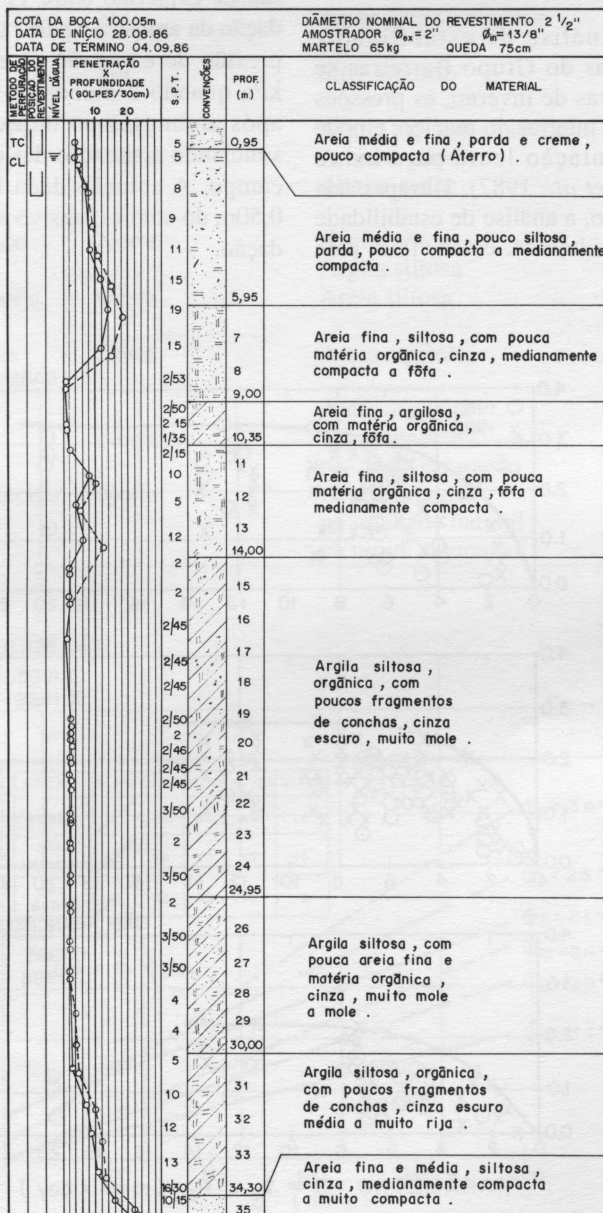 COTA DA BOCA 100.05m
DATA DE INÍCIO 28.08.86
DATA DE TÉRMINO 04.09.86
DIÂMETRO NOMINAL DO REVESTIMENTO 2 1/2"
AMOSTRADOR Øex= 2" Øin= 1 3/8"
MARTELO 65kg QUEDA 75cm
METODO DE PERFURAÇÃO
POSIÇÃO DO REVESTIMENTO
NÍVEL D'ÁGUA
PENETRAÇÃO
X
PROFUNDIDADE
(GOLPES/30cm)
10 20
S.P.T.
CONVENÇÕES
PROF.
(m)
CLASSIFICAÇÃO DO MATERIAL
TC
CL
5
5
8
9
11
15
19
15
2/53
2/50
2 15
1/35
2/15
10
5
12
2
2
2/45
2/45
2/45
2/50
2
2/46
2/45
2/45
3/50
2
3/50
2
3/50
3/50
4
4
5
10
12
13
16/30
10/15
0,95
5,95
7
8
9,00
10,35
11
12
13
14,00
15
16
17
18
19
20
21
22
23
24
24,95
26
27
28
29
30,00
31
32
33
34,30
35
Areia média e fina, parda e creme,
pouco compacta (Aterro)
Areia média e fina, pouco siltosa,
parda, pouco compacta a medianamente
compacta.
Areia fina, siltosa, com pouca
matéria orgânica, cinza, medianamente
compacta a fôfa.
Areia fina, argilosa,
com matéria orgânica,
cinza, fôfa.
Areia fina, siltosa, com pouca
matéria orgânica, cinza, fôfa a
medianamente compacta.
Argila siltosa,
orgânica, com
poucos fragmentos
de conchas, cinza
escuro, muito mole.
Argila siltosa, com
pouca areia fina e
matéria orgânica,
cinza, muito mole
a mole.
Argila siltosa, orgânica,
com poucos fragmentos
de conchas, cinza escuro
média a muito rija.
Areia fina e média, siltosa,
cinza, medianamente compacta
a muito compacta.